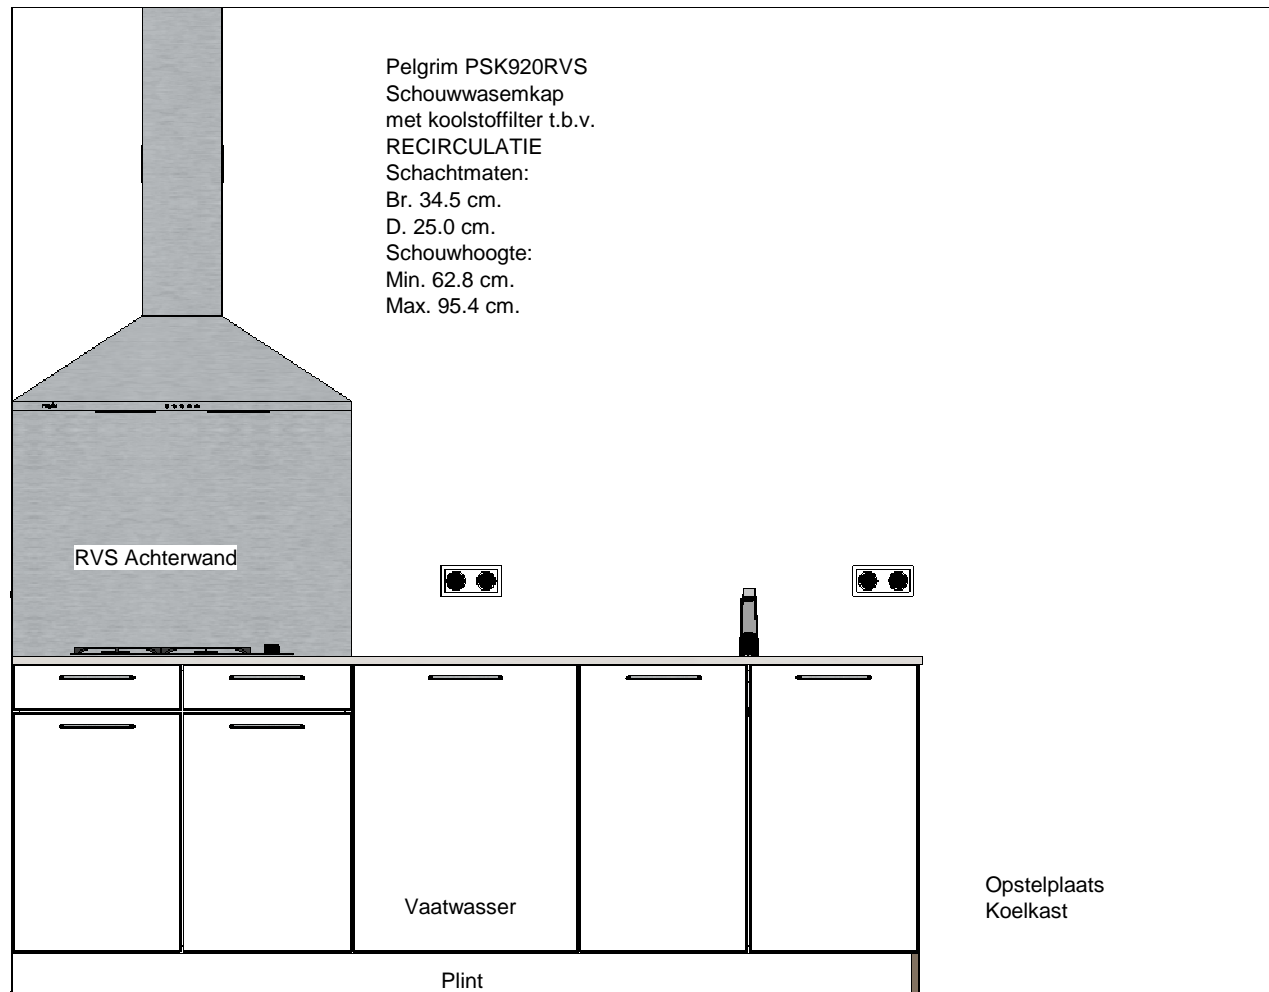 Pelgrim PSK920RVS
Schouwwasemkap
met koolstoffilter t.b.v.
RECIRCULATIE
Schachtmaten:
Br. 34.5 cm.
D. 25.0 cm.
Schouwhoogte:
Min. 62.8 cm.
Max. 95.4 cm.
RVS Achterwand
Vaatwasser
Opstelplaats
Koelkast
Plint